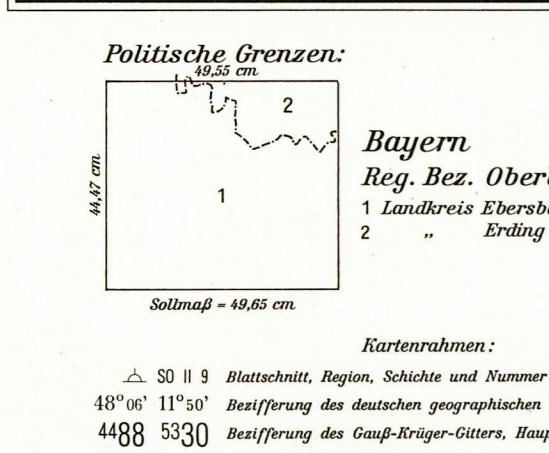 Politische Grenzen:
49,55 cm
2
44,47 cm
1
Sollmaß = 49,65 cm
Bayern
Reg. Bez. Ober
1 Landkreis Ebersb
2 „ Erding
Kartenrahmen:
SO II 9 Blattschnitt, Region, Schichte und Nummer
48°06' 11°50' Bezifferung des deutschen geographischen
4488 5330 Bezifferung des Gauß-Krüger-Gitters, Haup